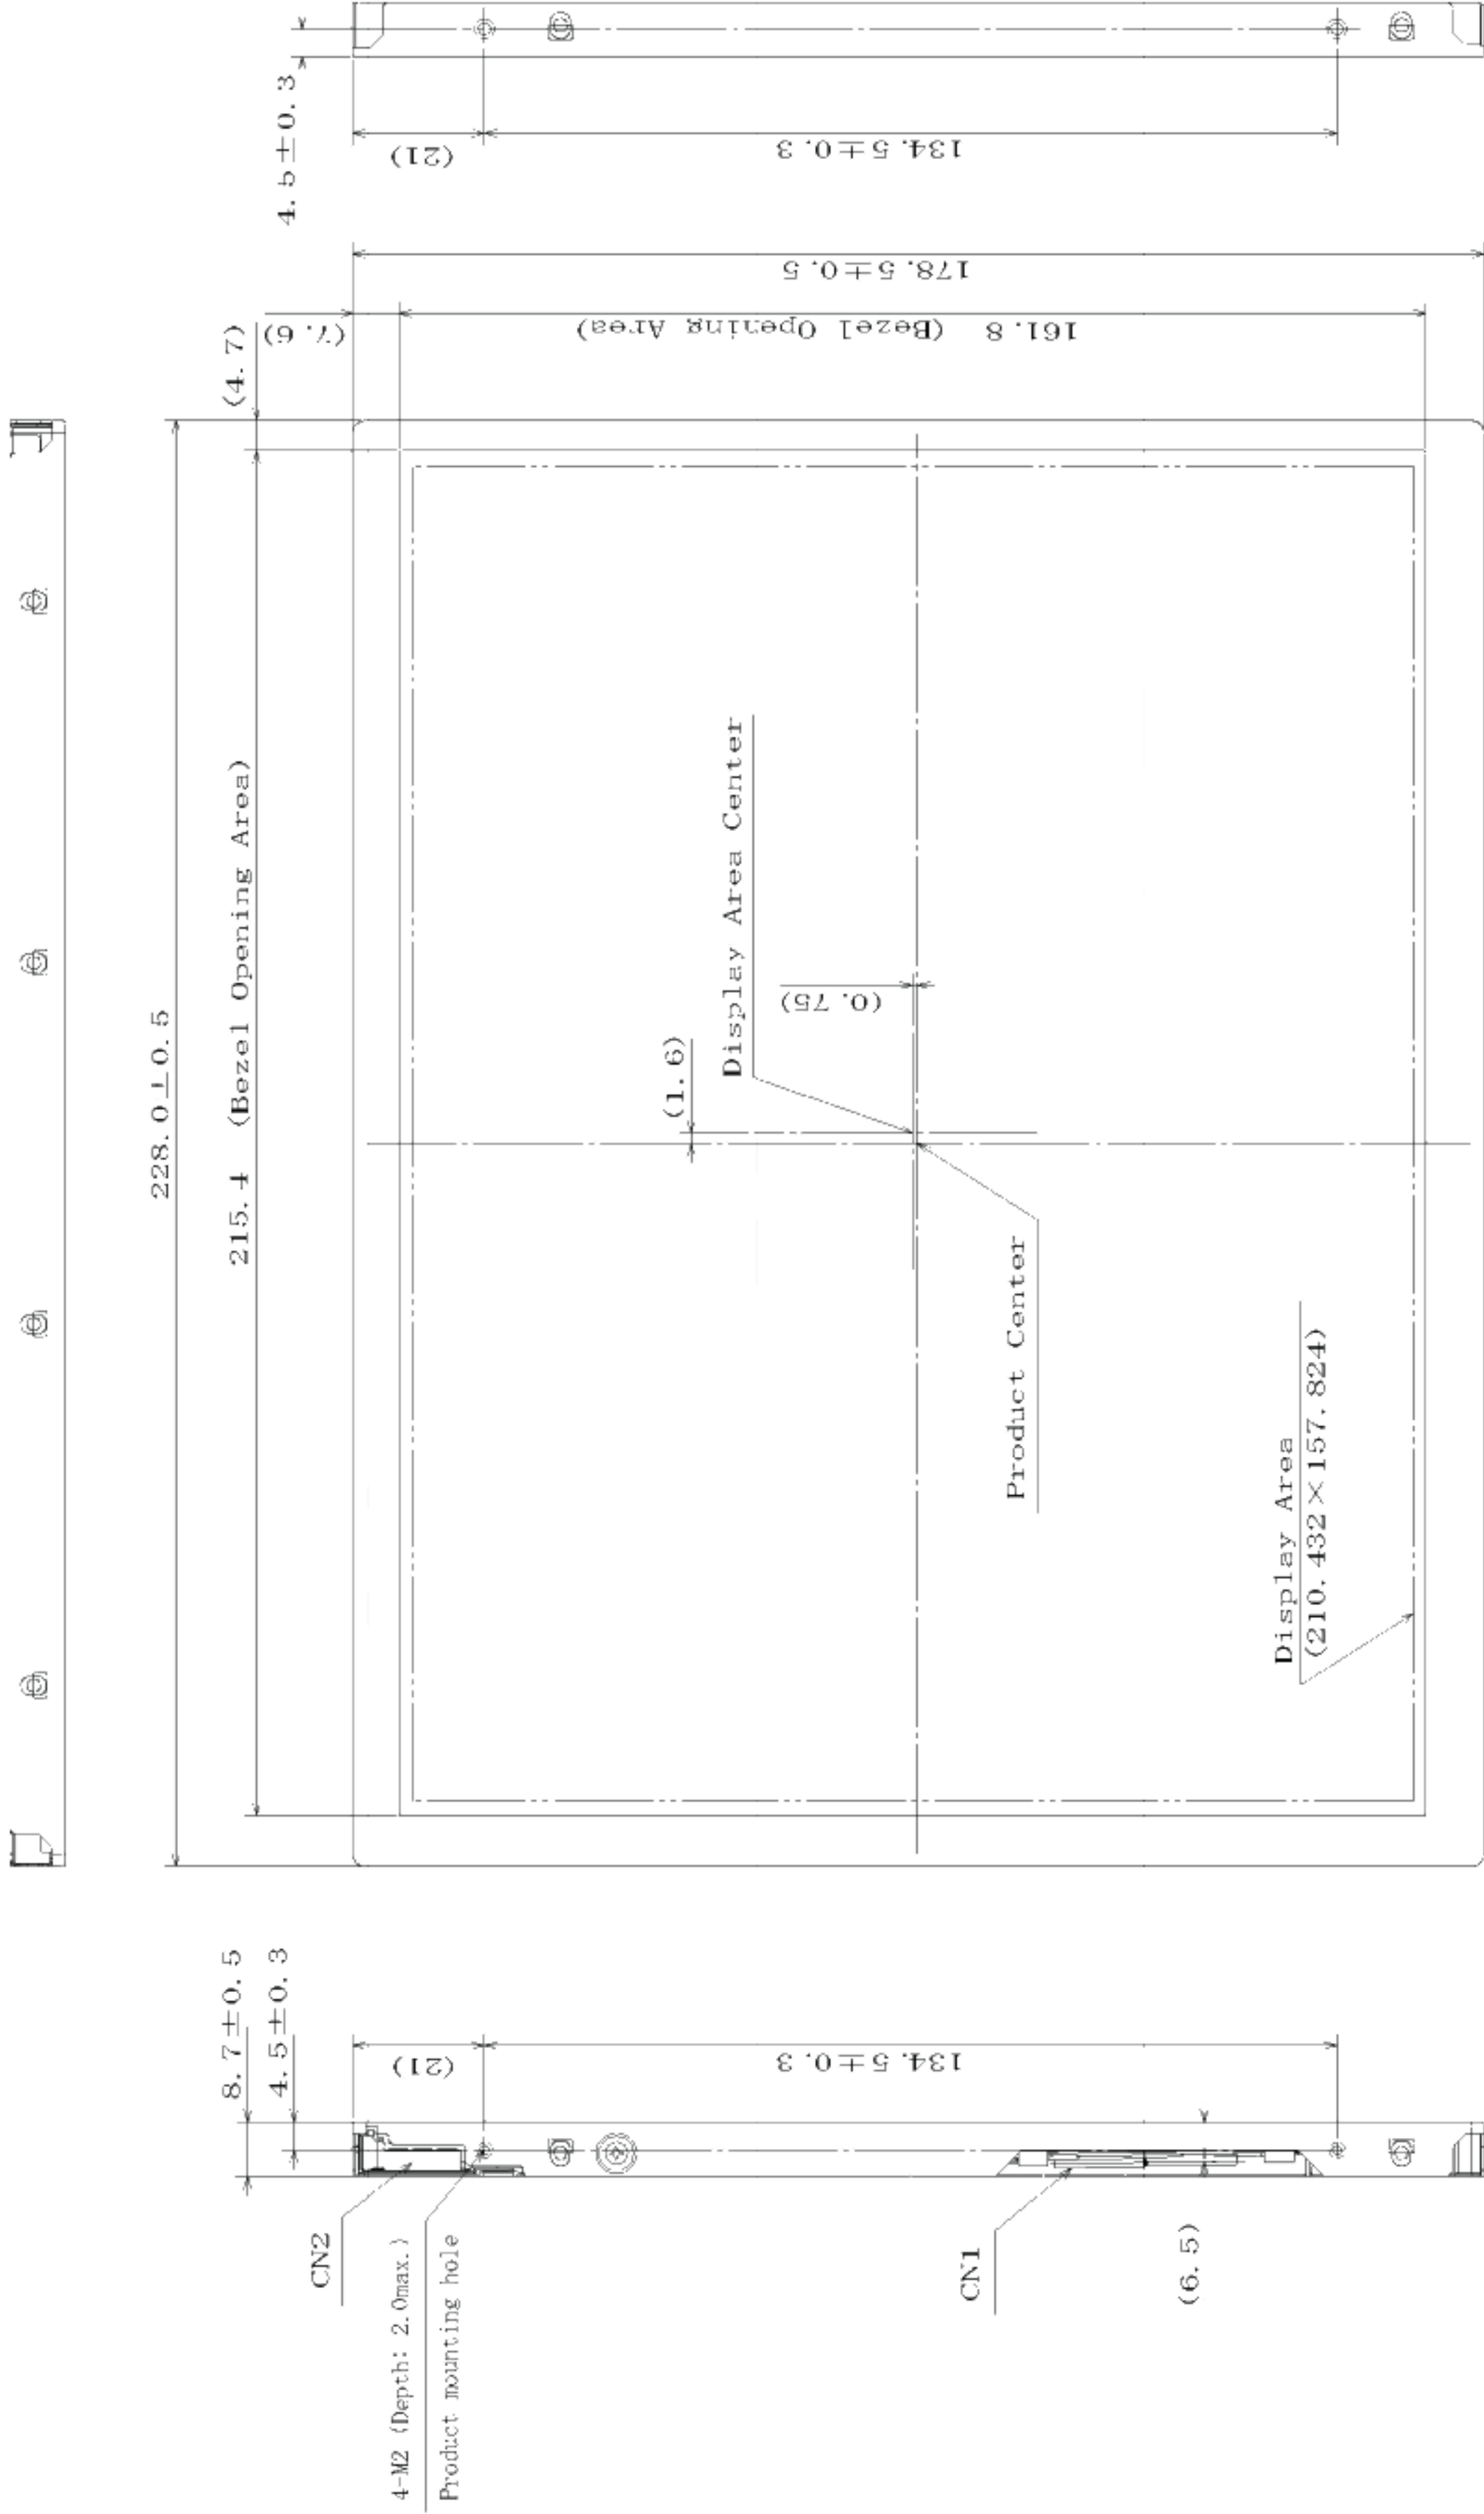 4.5±0.3
(21)
134.5±0.3
178.5±0.5
(7.6)
161.8 (Bezel Opening Area)
(4.7)
228.0±0.5
215.4 (Bezel Opening Area)
Display Area Center
(0.75)
(1.6)
Product Center
Display Area
(210.432×157.824)
8.7±0.5
4.5±0.3
(21)
134.5±0.3
CN2
4-M2 (Depth: 2.0max.)
Product mounting hole
CN1
(6.5)